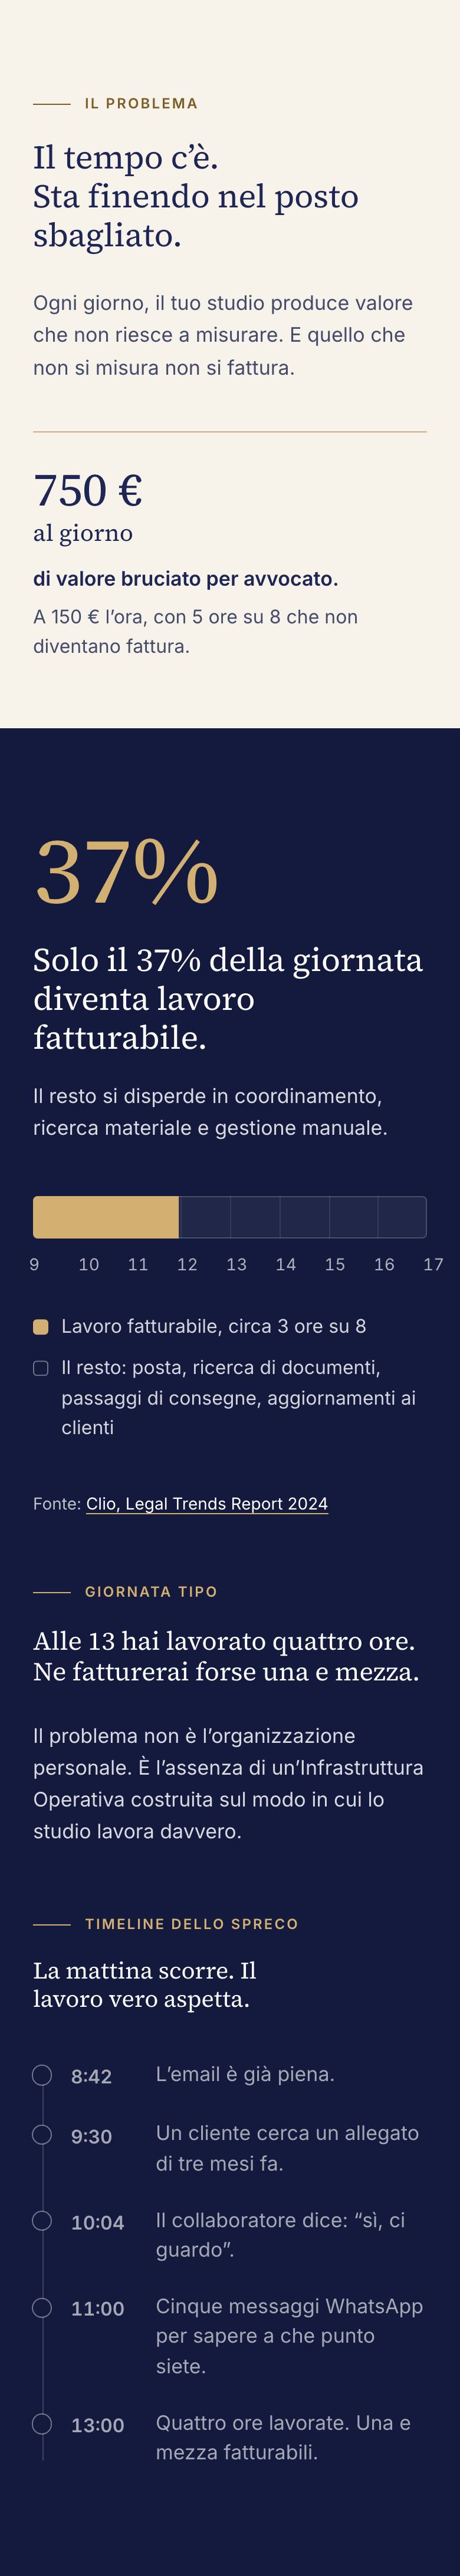 IL PROBLEMA
Il tempo c’è.
Sta finendo nel posto
sbagliato.
Ogni giorno, il tuo studio produce valore
che non riesce a misurare. E quello che
non si misura non si fattura.
750 €
al giorno
di valore bruciato per avvocato.
A 150 € l’ora, con 5 ore su 8 che non
diventano fattura.
37%
Solo il 37% della giornata
diventa lavoro
fatturabile.
Il resto si disperde in coordinamento,
ricerca materiale e gestione manuale.
9 10 11 12 13 14 15 16 17
Lavoro fatturabile, circa 3 ore su 8
Il resto: posta, ricerca di documenti,
passaggi di consegne, aggiornamenti ai
clienti
Fonte: Clio, Legal Trends Report 2024
GIORNATA TIPO
Alle 13 hai lavorato quattro ore.
Ne fatturerai forse una e mezza.
Il problema non è l’organizzazione
personale. È l’assenza di un’Infrastruttura
Operativa costruita sul modo in cui lo
studio lavora davvero.
TIMELINE DELLO SPRECO
La mattina scorre. Il
lavoro vero aspetta.
8:42 L’email è già piena.
9:30 Un cliente cerca un allegato
di tre mesi fa.
10:04 Il collaboratore dice: “sì, ci
guardo”.
11:00 Cinque messaggi WhatsApp
per sapere a che punto
siete.
13:00 Quattro ore lavorate. Una e
mezza fatturabili.